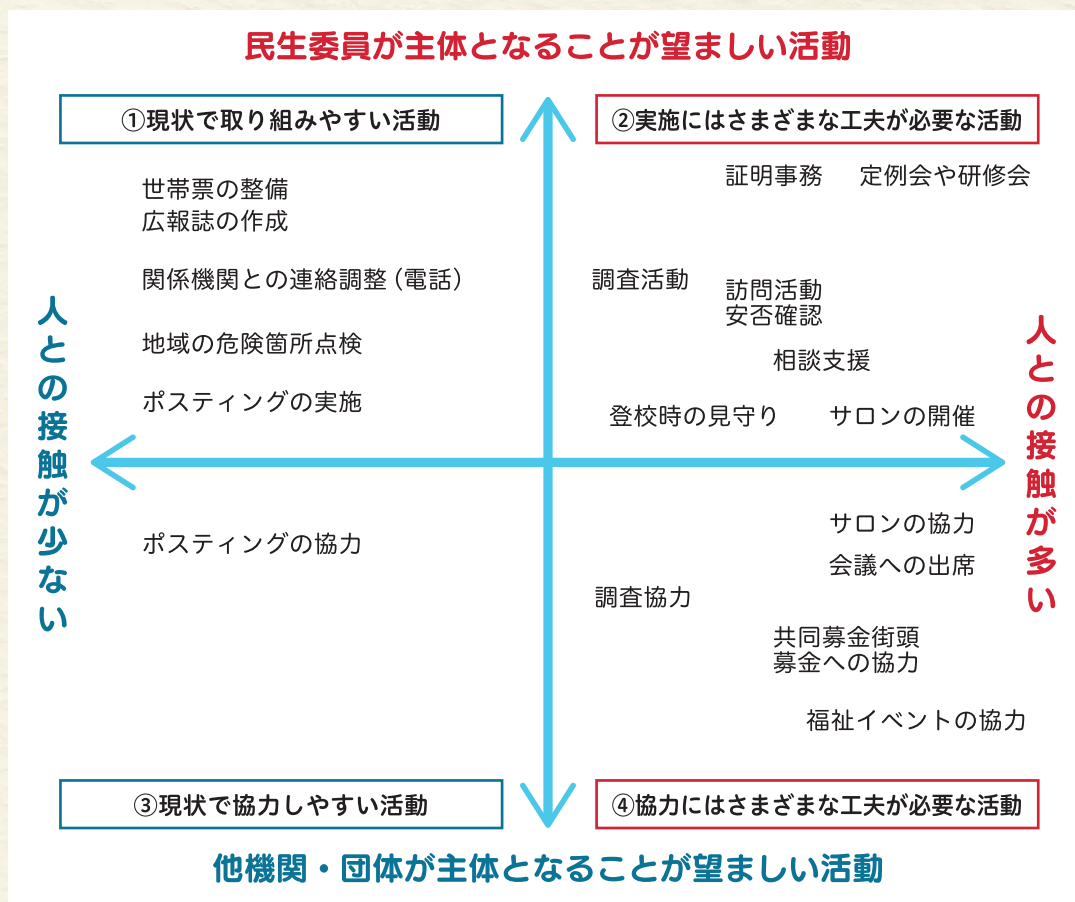 民生委員が主体となることが望ましい活動
①現状で取り組みやすい活動
②実施にはさまざまな工夫が必要な活動
世帯票の整備
広報誌の作成
関係機関との連絡調整（電話）
地域の危険箇所点検
ポスティングの実施
証明事務
定例会や研修会
調査活動
訪問活動
安否確認
相談支援
登校時の見守り
サロンの開催
人との接触が少ない
人との接触が多い
ポスティングの協力
サロンの協力
会議への出席
調査協力
共同募金街頭
募金への協力
福祉イベントの協力
③現状で協力しやすい活動
④協力にはさまざまな工夫が必要な活動
他機関・団体が主体となることが望ましい活動